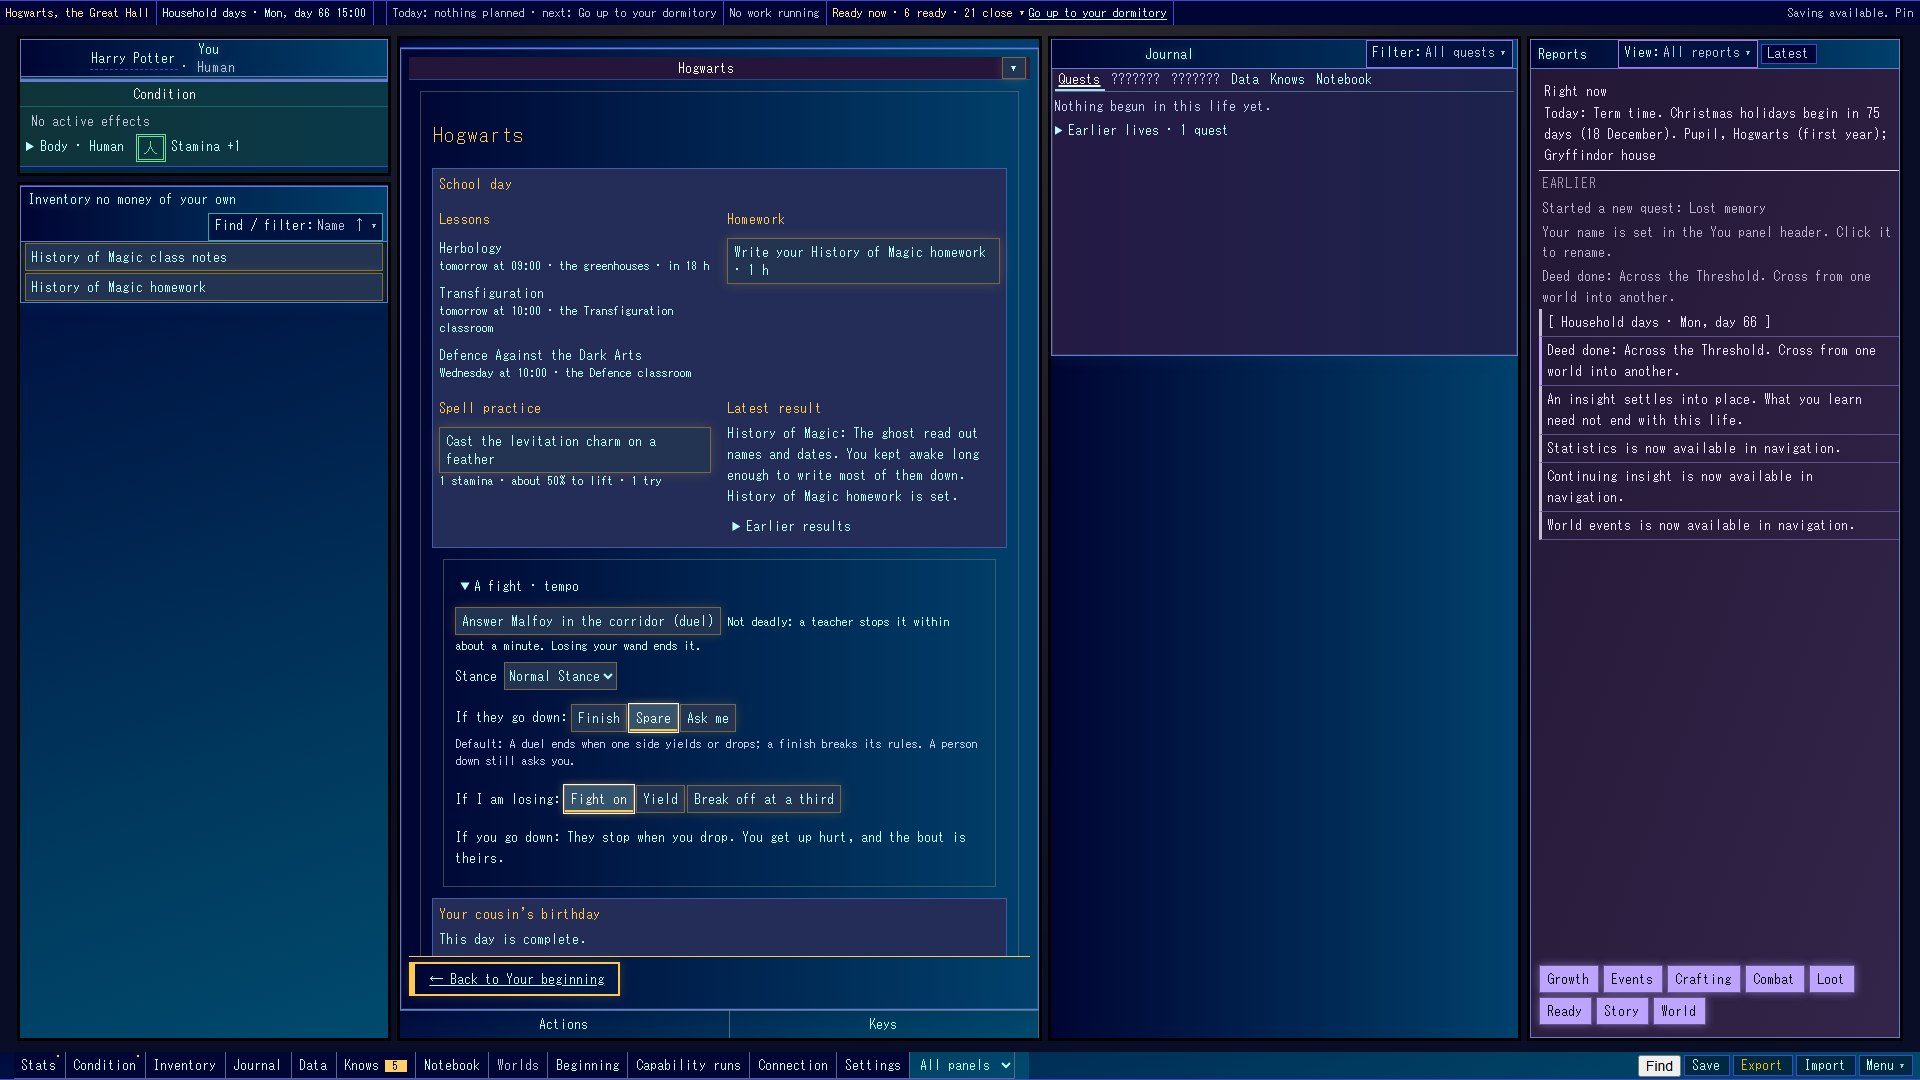 Hogwarts, the Great Hall
Household days · Mon, day 66 15:00
Today: nothing planned · next: Go up to your dormitory
No work running
Ready now · 6 ready · 21 close ▾ Go up to your dormitory
Saving available. Pin
Harry Potter · You
Human
Condition
No active effects
▶ Body · Human 人 Stamina +1
Inventory no money of your own
Find / filter: Name ↑ ▾
History of Magic class notes
History of Magic homework
Hogwarts
▾
Hogwarts
School day
Lessons
Herbology
tomorrow at 09:00 · the greenhouses · in 18 h
Transfiguration
tomorrow at 10:00 · the Transfiguration
classroom
Defence Against the Dark Arts
Wednesday at 10:00 · the Defence classroom
Homework
Write your History of Magic homework
· 1 h
Spell practice
Cast the levitation charm on a
feather
1 stamina · about 50% to lift · 1 try
Latest result
History of Magic: The ghost read out
names and dates. You kept awake long
enough to write most of them down.
History of Magic homework is set.
▶ Earlier results
▼ A fight · tempo
Answer Malfoy in the corridor (duel) Not deadly: a teacher stops it within
about a minute. Losing your wand ends it.
Stance Normal Stance
If they go down: Finish Spare Ask me
Default: A duel ends when one side yields or drops; a finish breaks its rules. A person
down still asks you.
If I am losing: Fight on Yield Break off at a third
If you go down: They stop when you drop. You get up hurt, and the bout is
theirs.
Your cousin's birthday
This day is complete.
← Back to Your beginning
Actions
Keys
Journal
Filter: All quests ▾
Quests ??????? ??????? Data Knows Notebook
Nothing begun in this life yet.
▶ Earlier lives · 1 quest
Reports
View: All reports ▾
Latest
Right now
Today: Term time. Christmas holidays begin in 75
days (18 December). Pupil, Hogwarts (first year);
Gryffindor house
EARLIER
Started a new quest: Lost memory
Your name is set in the You panel header. Click it
to rename.
Deed done: Across the Threshold. Cross from one
world into another.
[ Household days · Mon, day 66 ]
Deed done: Across the Threshold. Cross from one
world into another.
An insight settles into place. What you learn
need not end with this life.
Statistics is now available in navigation.
Continuing insight is now available in
navigation.
World events is now available in navigation.
Growth Events Crafting Combat Loot
Ready Story World
Stats Condition Inventory Journal Data Knows 5 Notebook Worlds Beginning Capability runs Connection Settings All panels
Find Save Export Import Menu ▾